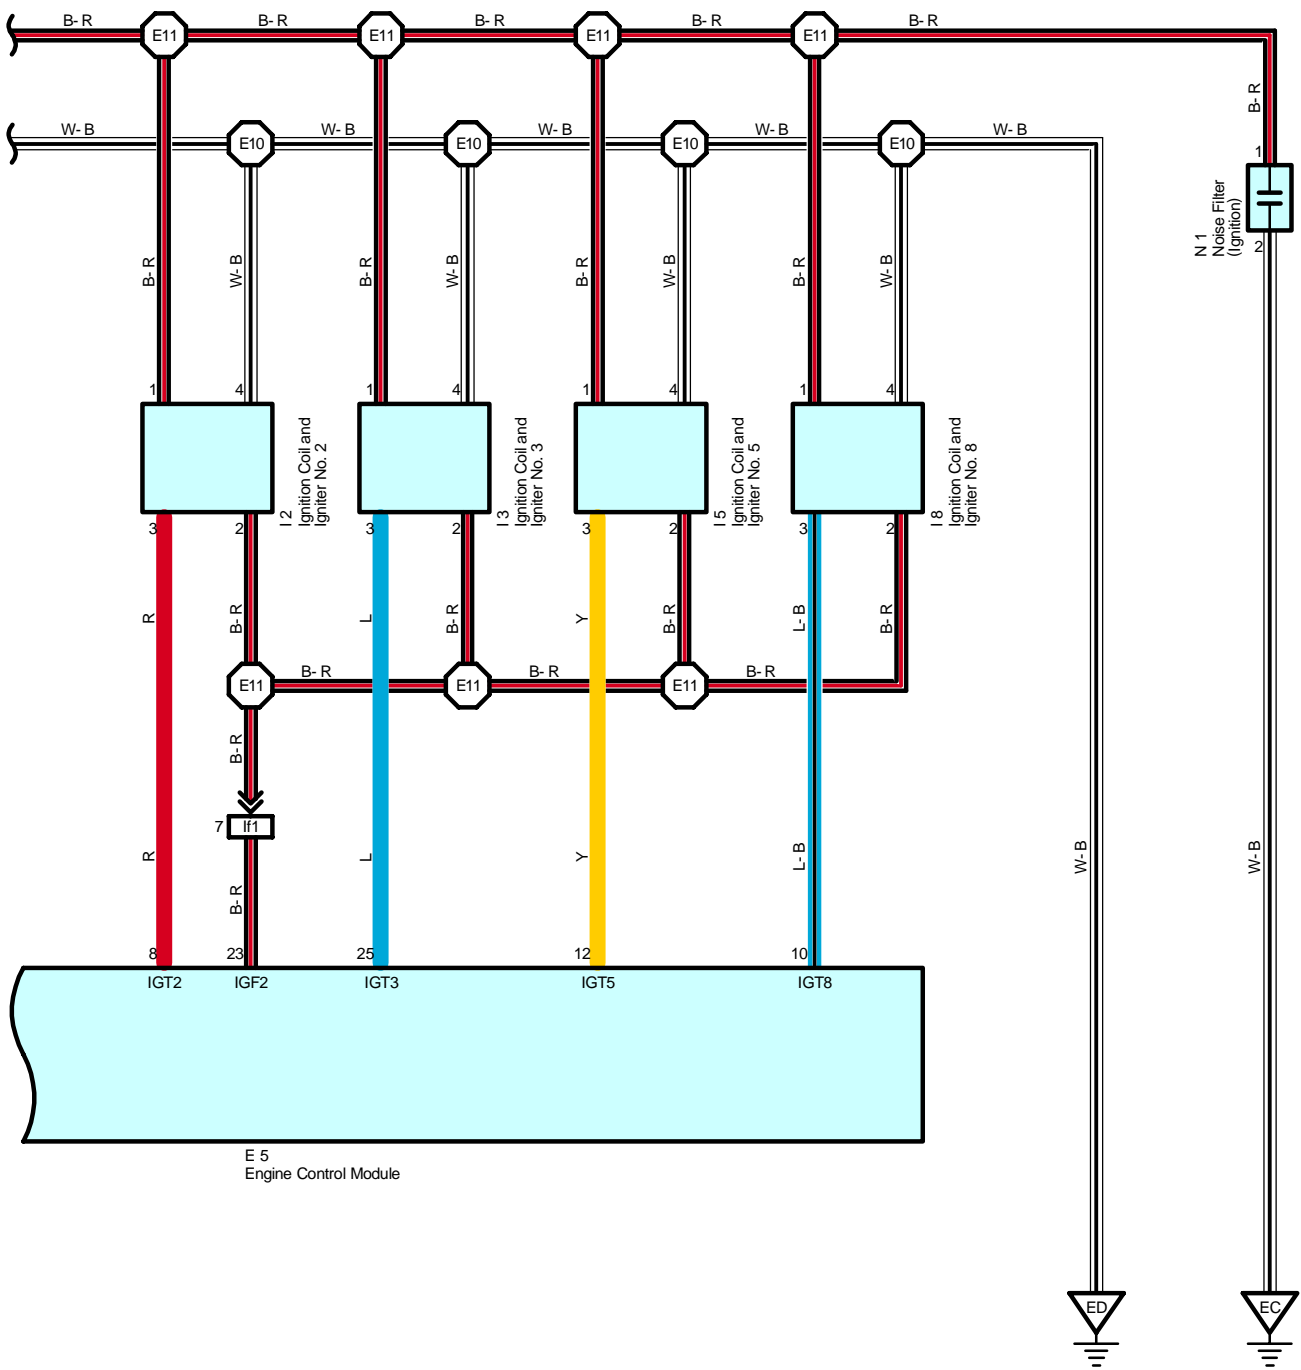 B-R B-R B-R B-R B-R
E11 E11 E11 E11
B-R
W-B W-B W-B W-B W-B
E10 E10 E10 E10
1
N 1
Noise Filter
(Ignition)
2
B-R W-B B-R W-B B-R W-B B-R W-B
1 4 1 4 1 4 1 4
I 2
Ignition Coil and
Igniter No. 2
I 3
Ignition Coil and
Igniter No. 3
I 5
Ignition Coil and
Igniter No. 5
I 8
Ignition Coil and
Igniter No. 8
3 2 3 2 3 2 3 2
R B-R L B-R Y B-R L-B B-R
B-R B-R B-R
E11 E11 E11
B-R
7 If1
R L Y L-B W-B W-B
B-R
8 23 25 12 10
IGT2 IGF2 IGT3 IGT5 IGT8
E 5
Engine Control Module
ED EC